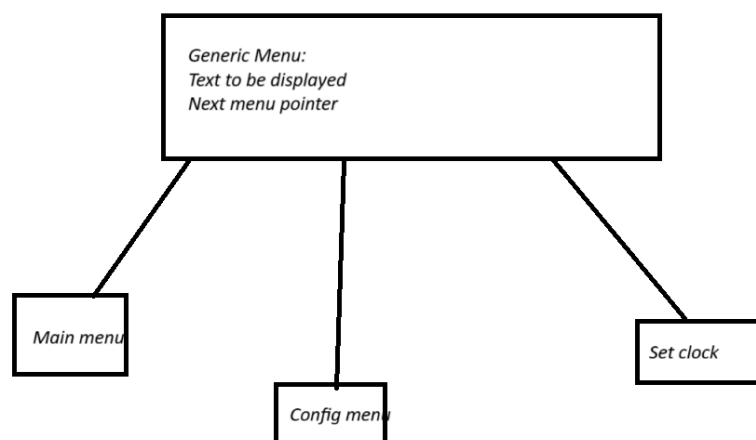 Generic Menu:
Text to be displayed
Next menu pointer
Main menu
Set clock
Config menu